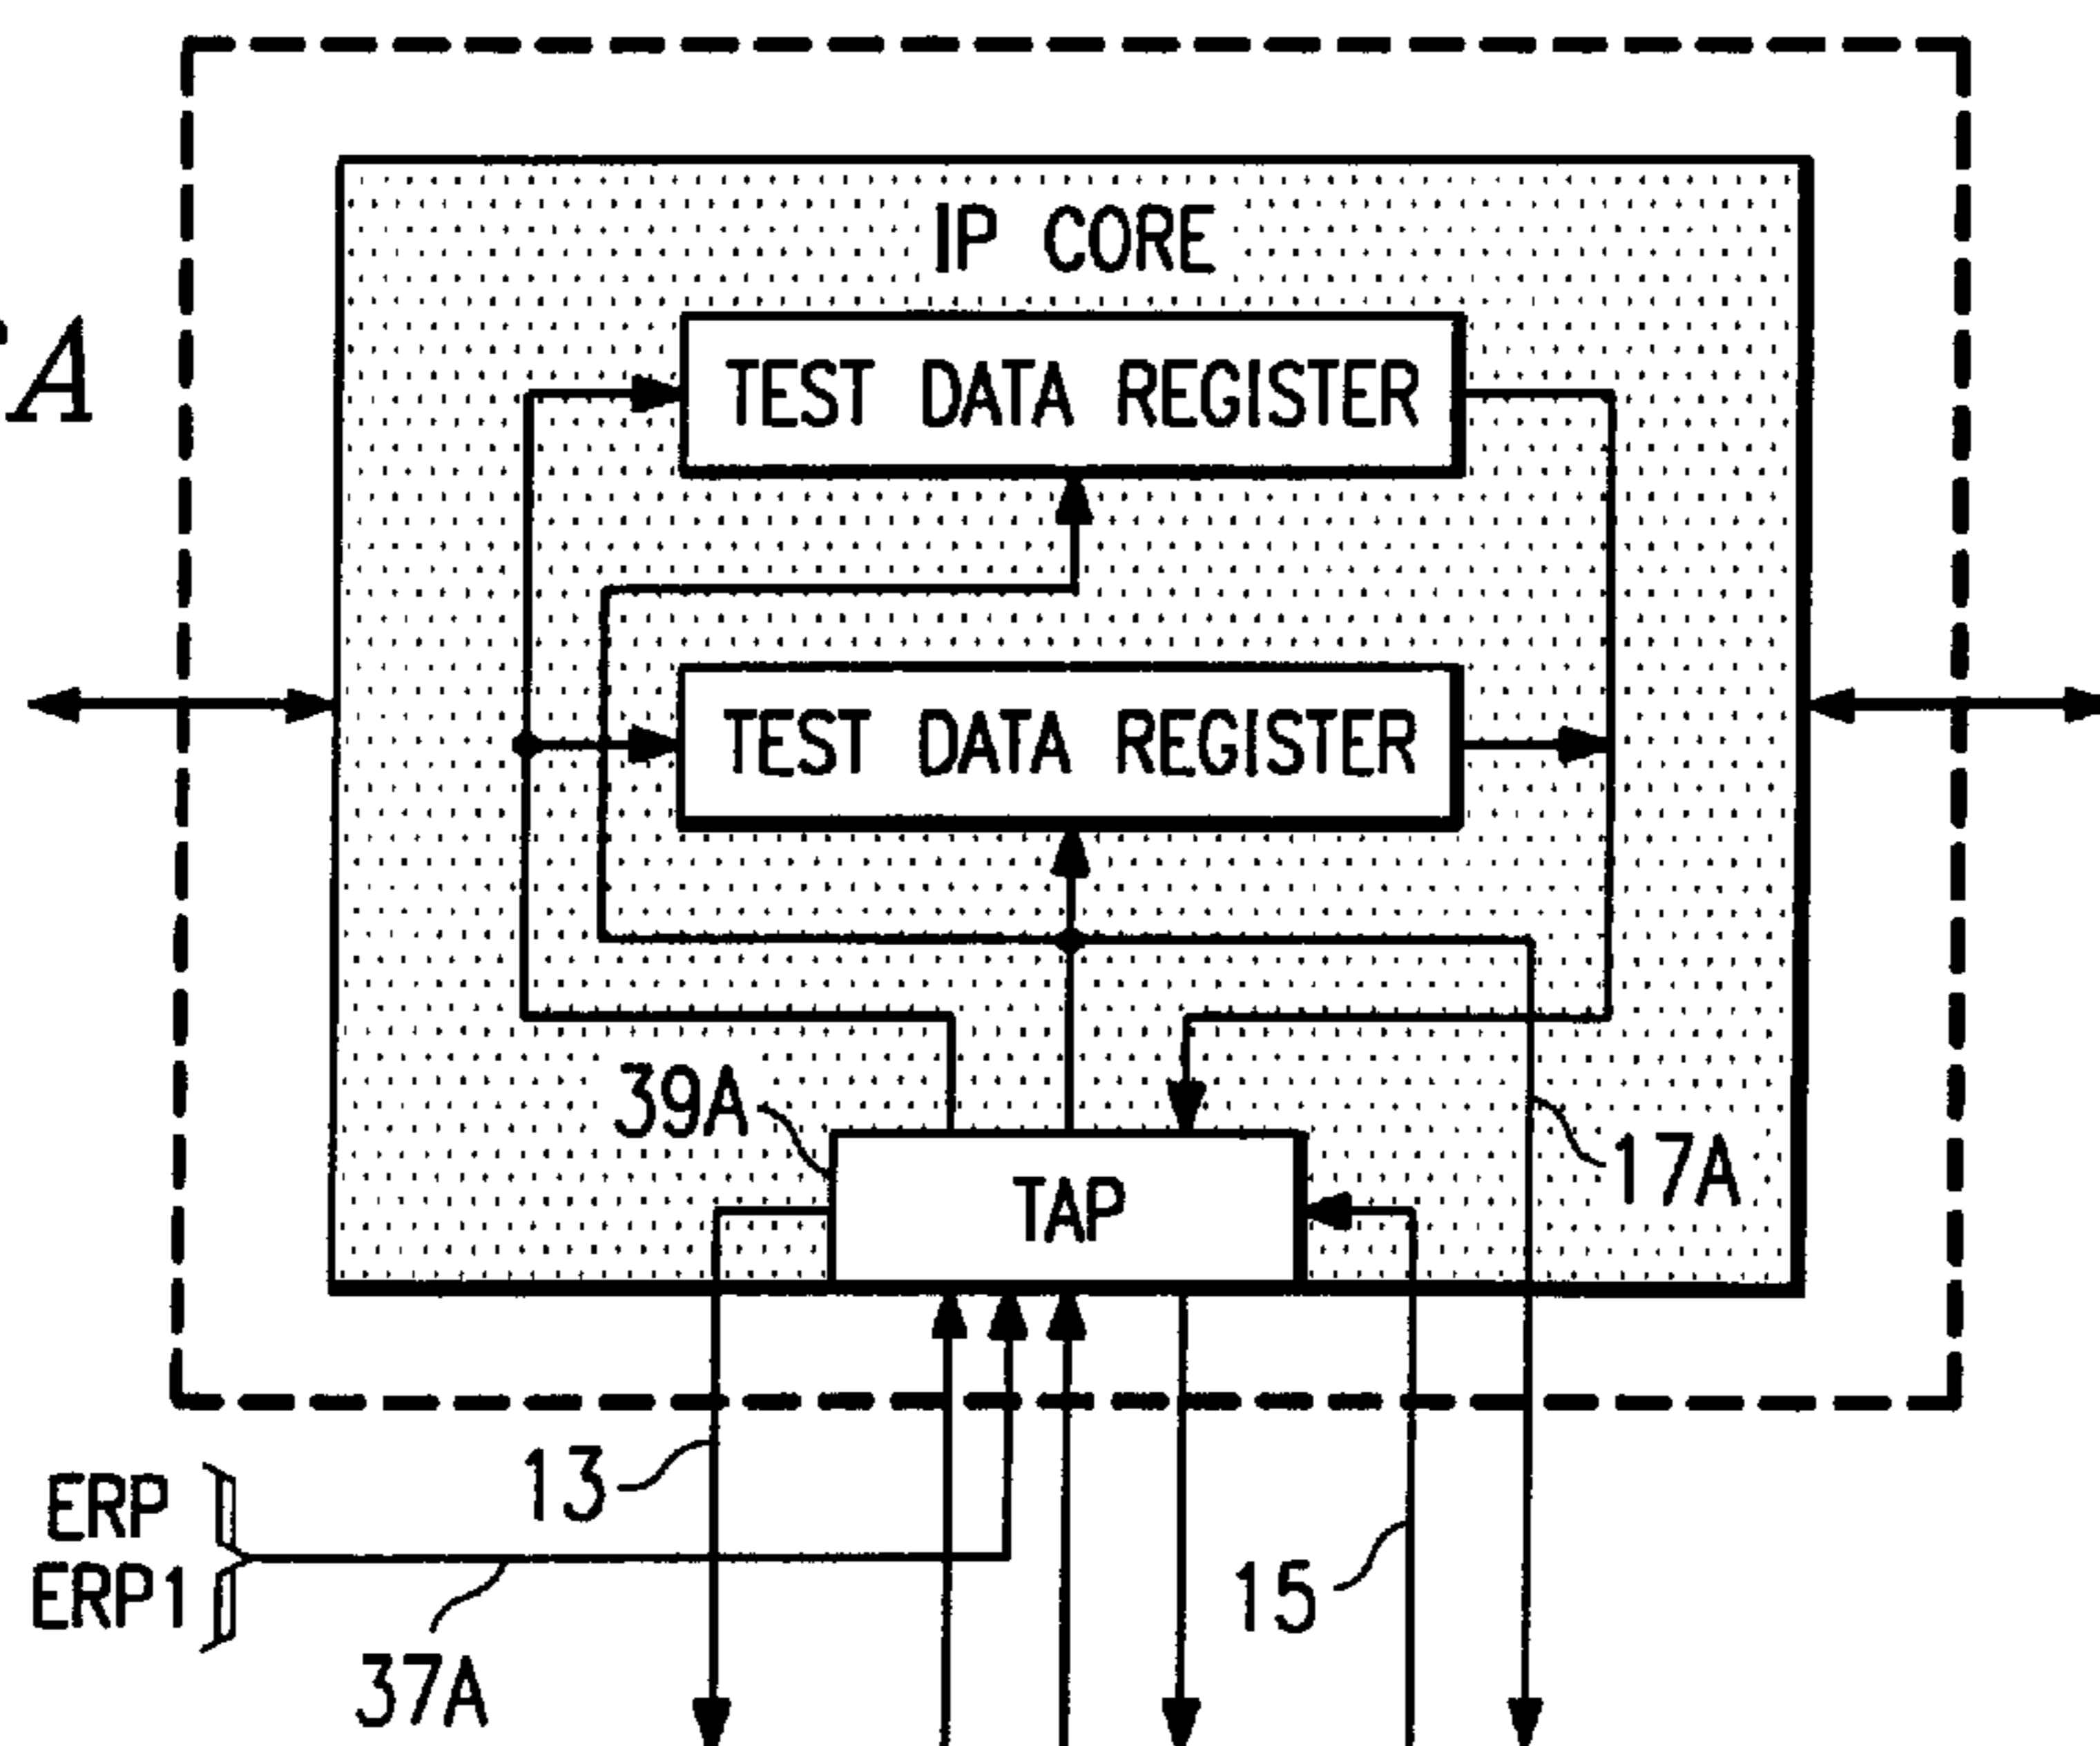 IP CORE
A
TEST DATA REGISTER
TEST DATA REGISTER
39A
17A
TAP
13
ERP
ERP1
15
37A